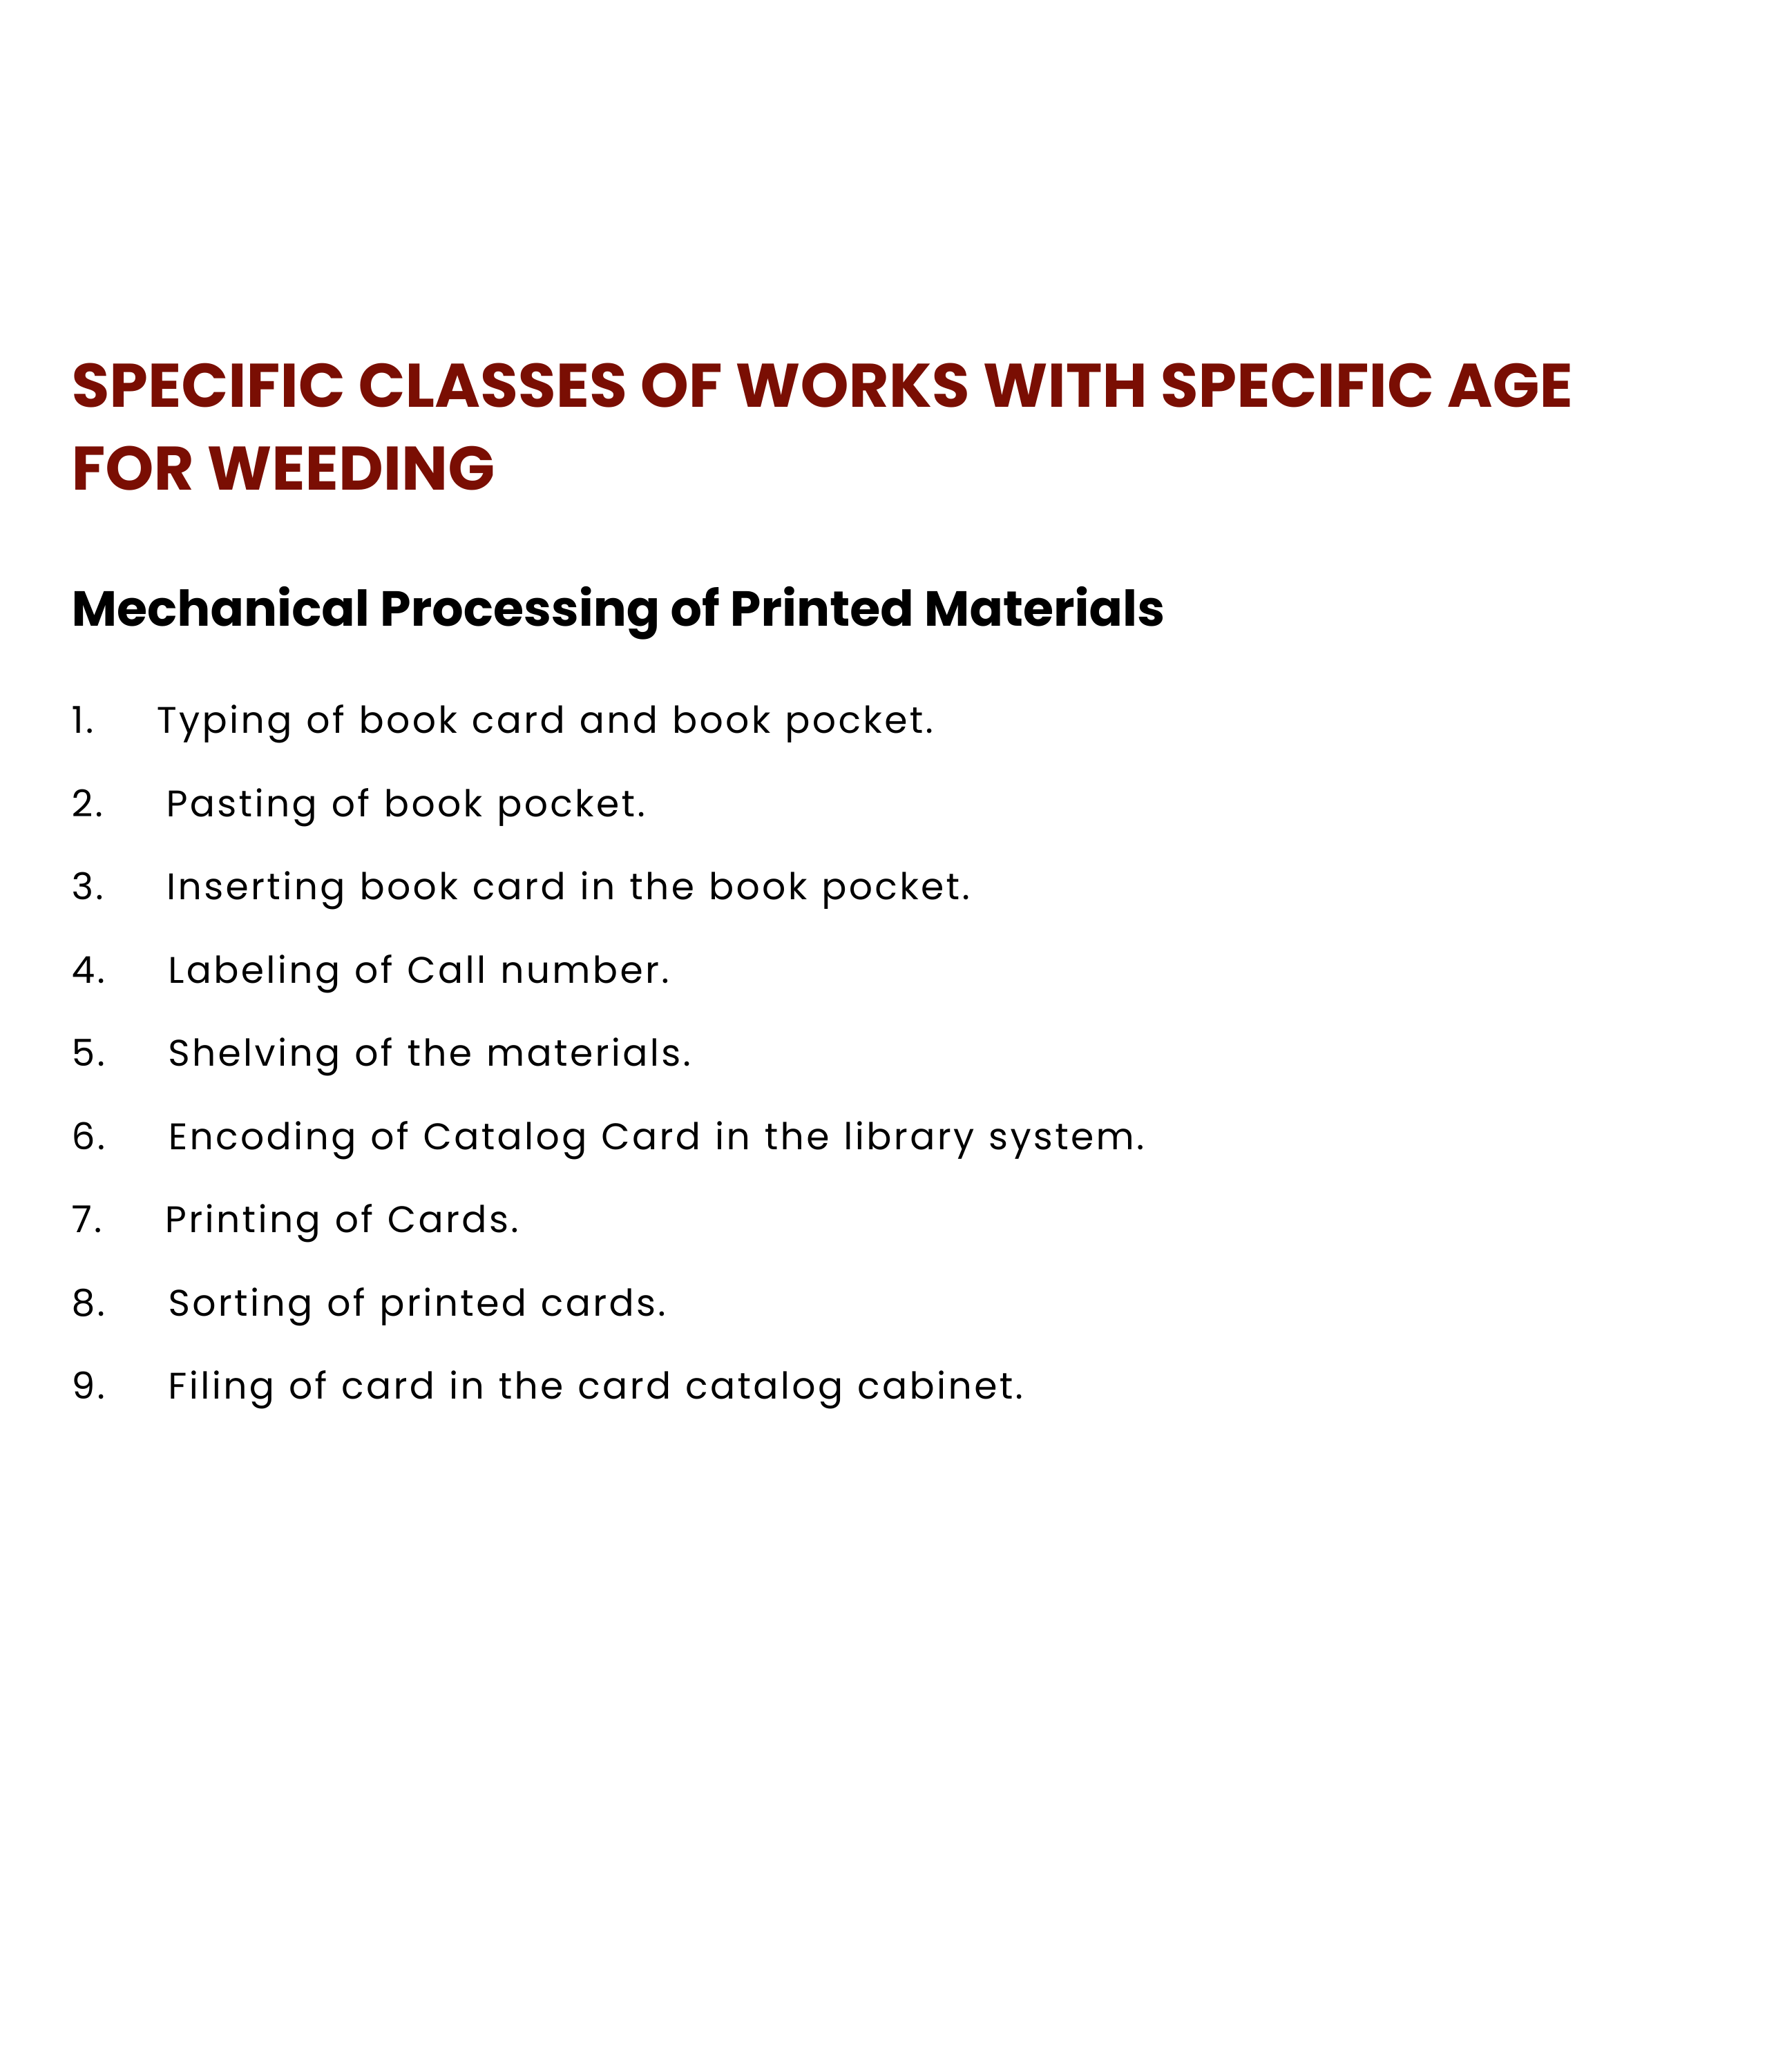 SPECIFIC CLASSES OF WORKS WITH SPECIFIC AGE
FOR WEEDING
Mechanical Processing of Printed Materials
1. Typing of book card and book pocket.
2. Pasting of book pocket.
3. Inserting book card in the book pocket.
4. Labeling of Call number.
5. Shelving of the materials.
6. Encoding of Catalog Card in the library system.
7. Printing of Cards.
8. Sorting of printed cards.
9. Filing of card in the card catalog cabinet.